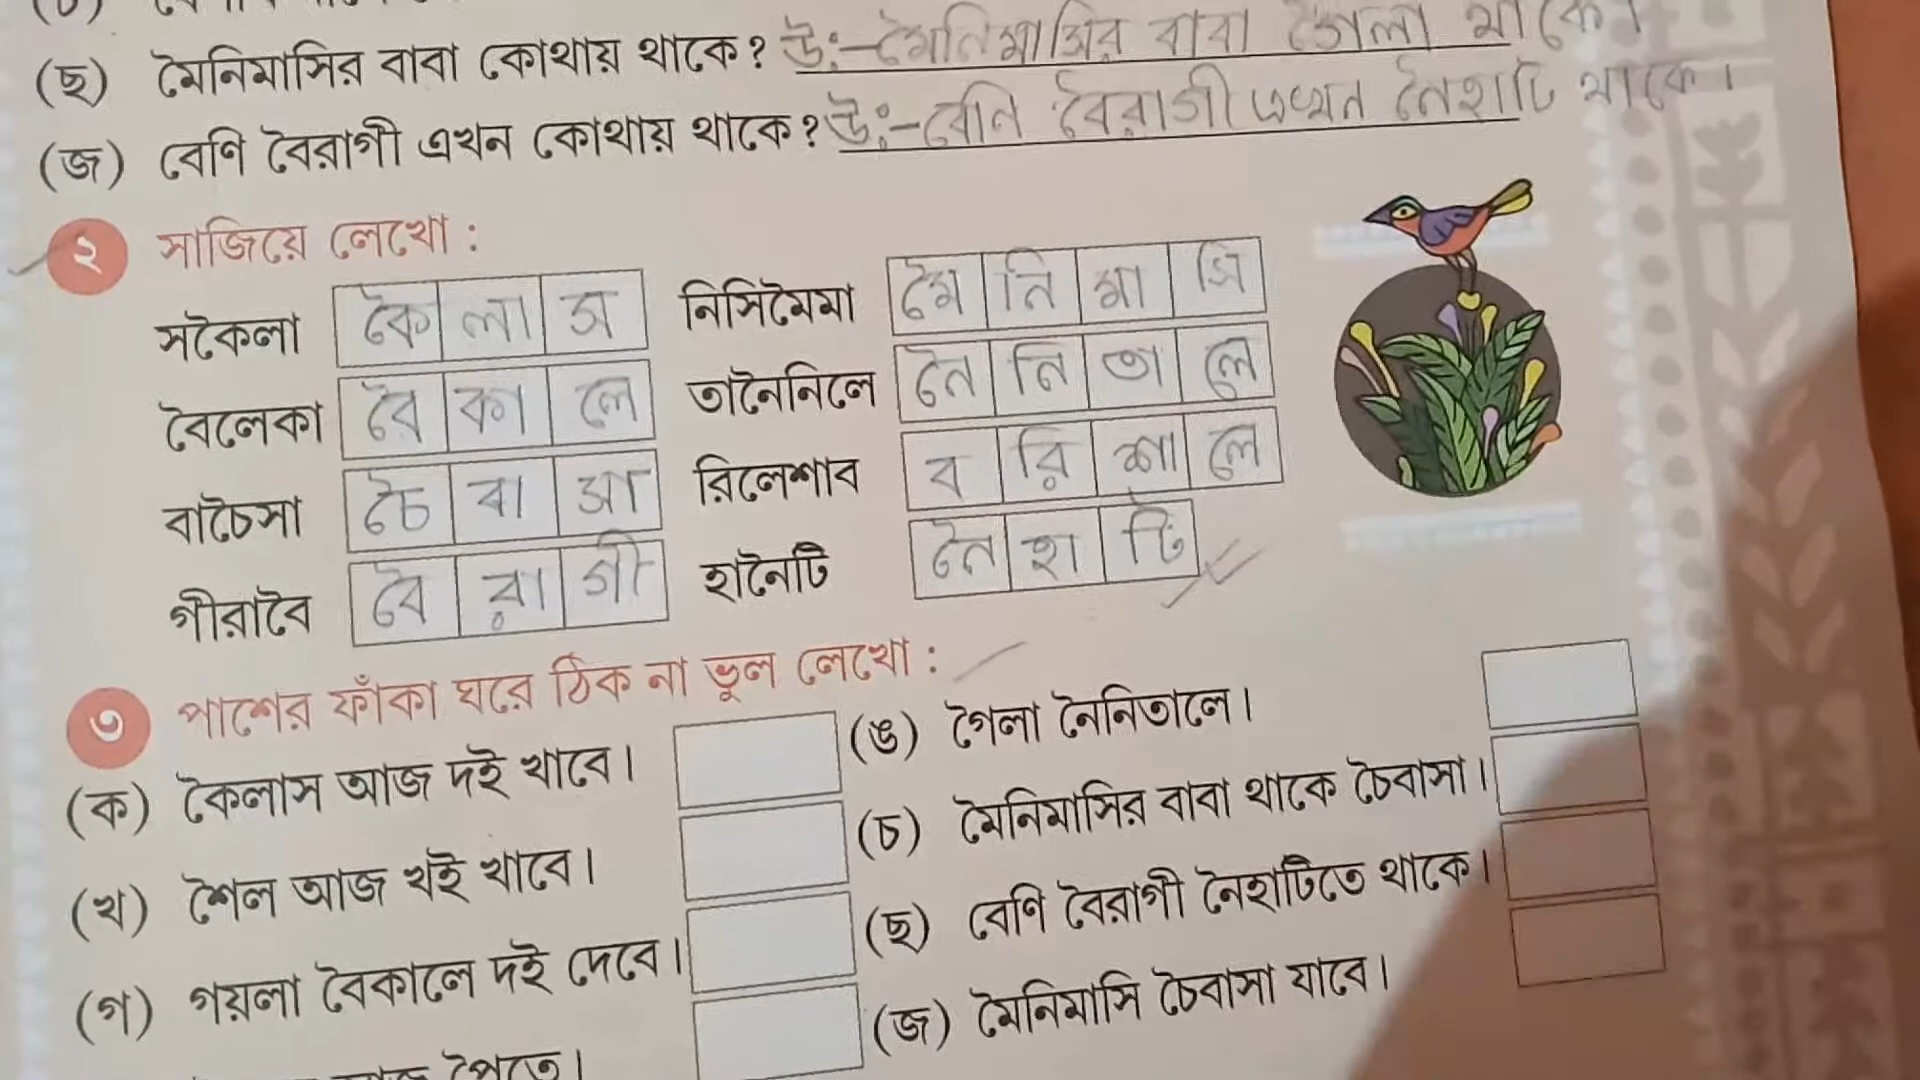 (ছ) মৈনিমাসির বাবা কোথায় থাকে? উঃ- মৈনিমাসির বাবা গৈলা থাকে।
(জ) বেণি বৈরাগী এখন কোথায় থাকে? উঃ- বেনি বৈরাগী এখন নৈহাটি থাকে।
২ সাজিয়ে লেখো :
সকৈলা কৈ লা স নিসিমৈমা মৈ নি মা সি
বৈলেকা বৈ কা লে তানৈনিলে নৈ নি তা লে
বাচৈসা চৈ বা সা রিলেশাব ব রি শা লে
গীরাবৈ বৈ রা গী হানৈটি নৈ হা টি
৩ পাশের ফাঁকা ঘরে ঠিক না ভুল লেখো :
(ক) কৈলাস আজ দই খাবে।
(খ) শৈল আজ খই খাবে।
(গ) গয়লা বৈকালে দই দেবে।
পৈতে।
(ঙ) গৈলা নৈনিতালে।
(চ) মৈনিমাসির বাবা থাকে চৈবাসা।
(ছ) বেণি বৈরাগী নৈহাটিতে থাকে।
(জ) মৈনিমাসি চৈবাসা যাবে।